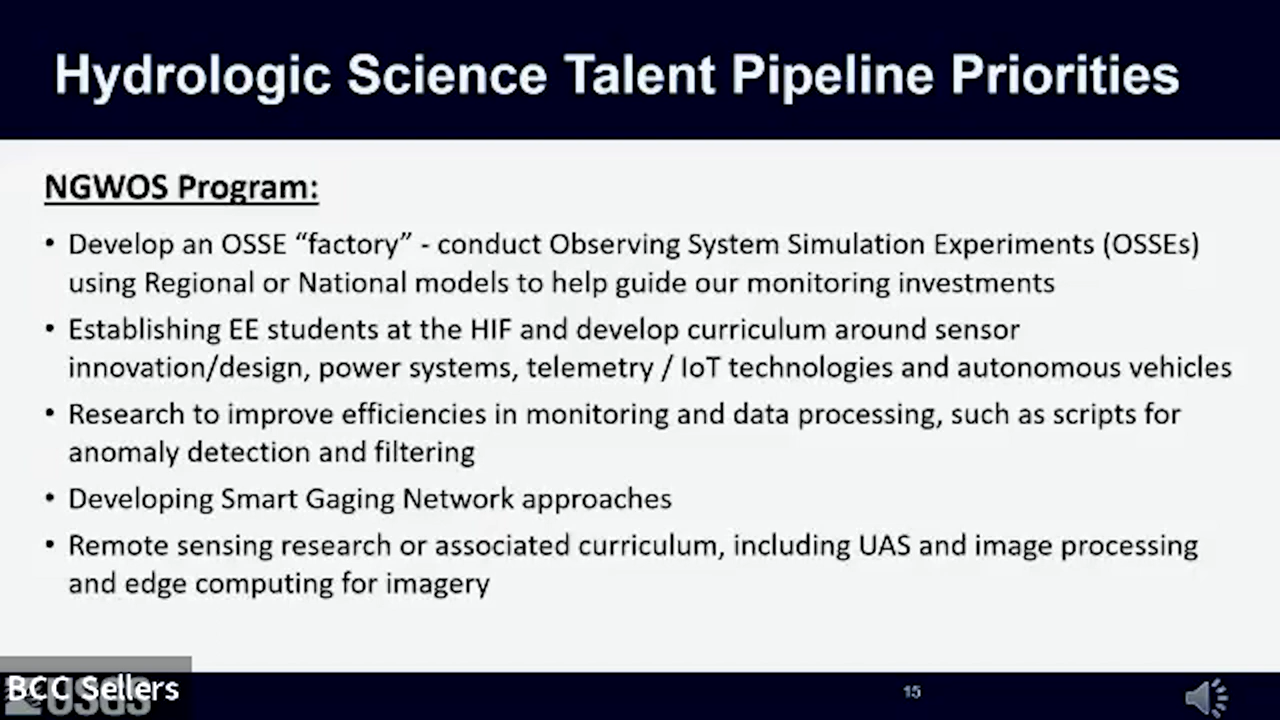 Hydrologic Science Talent Pipeline Priorities
NGWOS Program:
• Develop an OSSE “factory” - conduct Observing System Simulation Experiments (OSSEs)
using Regional or National models to help guide our monitoring investments
• Establishing EE students at the HIF and develop curriculum around sensor
innovation/design, power systems, telemetry / IoT technologies and autonomous vehicles
• Research to improve efficiencies in monitoring and data processing, such as scripts for
anomaly detection and filtering
• Developing Smart Gaging Network approaches
• Remote sensing research or associated curriculum, including UAS and image processing
and edge computing for imagery
BCC Sellers
USGS
15